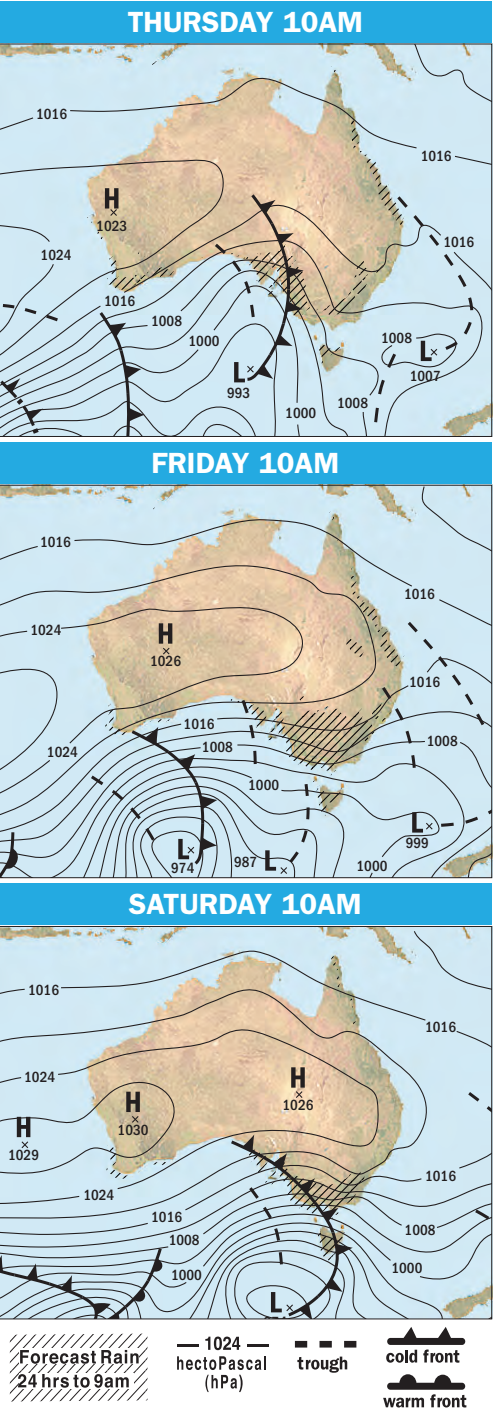 THURSDAY 10AM
1016
1016
H
1023
1016
1024
1016
1008
1000
1008
L
1007
L
993
1000
1008
FRIDAY 10AM
1016
1016
1024
H
1026
1016
1016
1008
1008
1024
1000
L
999
L
974
987
L
1000
SATURDAY 10AM
1016
1016
1024
H
1026
H
1030
H
1029
1016
1024
1016
1008
1008
1000
1000
L
Forecast Rain
24 hrs to 9am
1024
hectoPascal
(hPa)
trough
cold front
warm front